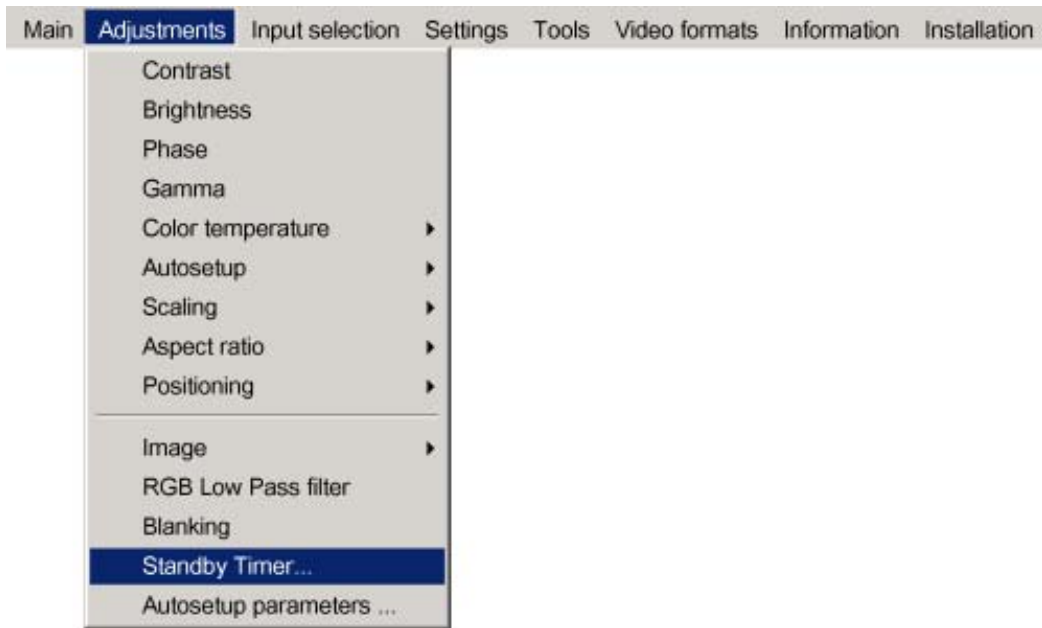 Main Adjustments Input selection Settings Tools Video formats Information Installation
Contrast
Brightness
Phase
Gamma
Color temperature
Autosetup
Scaling
Aspect ratio
Positioning
Image
RGB Low Pass filter
Blanking
Standby Timer...
Autosetup parameters ...